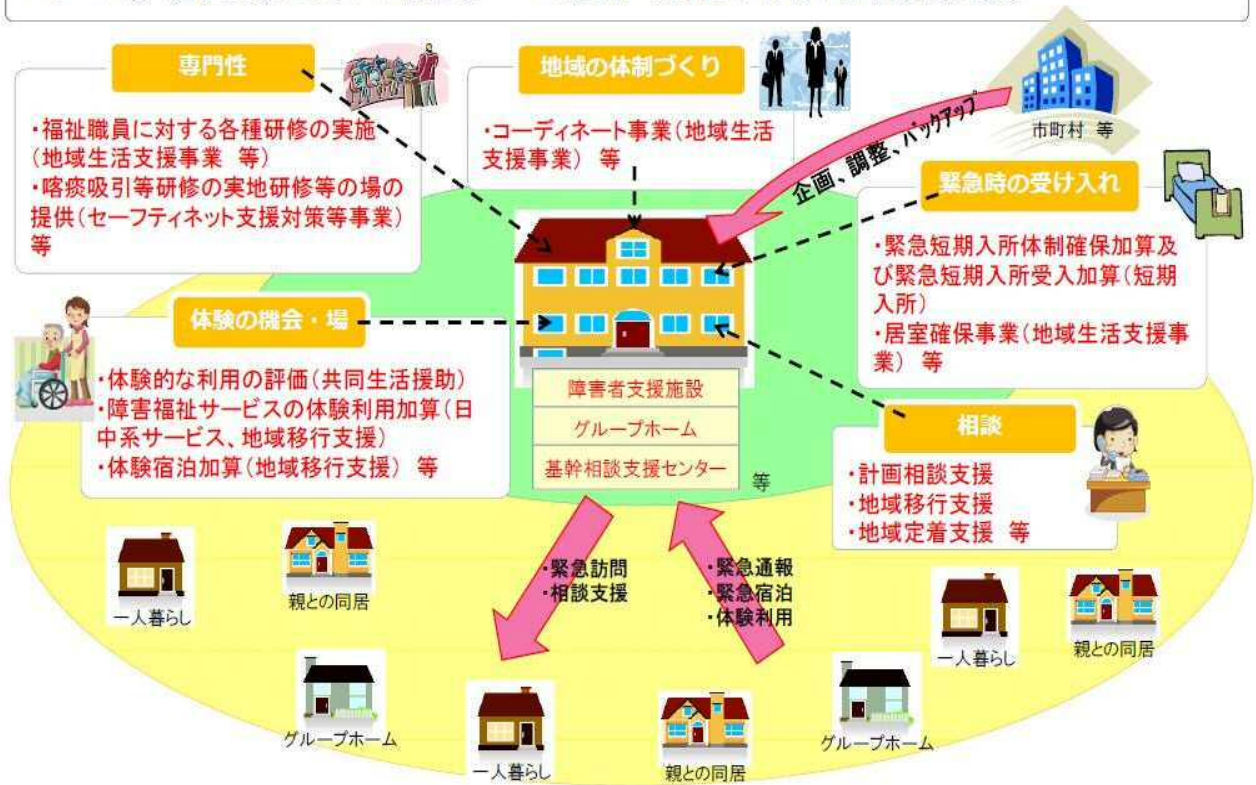 専門性
・福祉職員に対する各種研修の実施
(地域生活支援事業 等)
・喀痰吸引等研修の実地研修等の場の
提供(セーフティネット支援対策等事業)
等
地域の体制づくり
・コーディネート事業(地域生活
支援事業) 等
市町村 等
企画、調整、バックアップ
緊急時の受け入れ
・緊急短期入所体制確保加算及
び緊急短期入所受入加算(短期
入所)
・居室確保事業(地域生活支援事
業) 等
体験の機会・場
・体験的な利用の評価(共同生活援助)
・障害福祉サービスの体験利用加算(日
中系サービス、地域移行支援)
・体験宿泊加算(地域移行支援) 等
障害者支援施設
グループホーム
基幹相談支援センター
等
相談
・計画相談支援
・地域移行支援
・地域定着支援 等
・緊急訪問
・相談支援
・緊急通報
・緊急宿泊
・体験利用
一人暮らし
親との同居
グループホーム
一人暮らし
親との同居
グループホーム
一人暮らし
親との同居